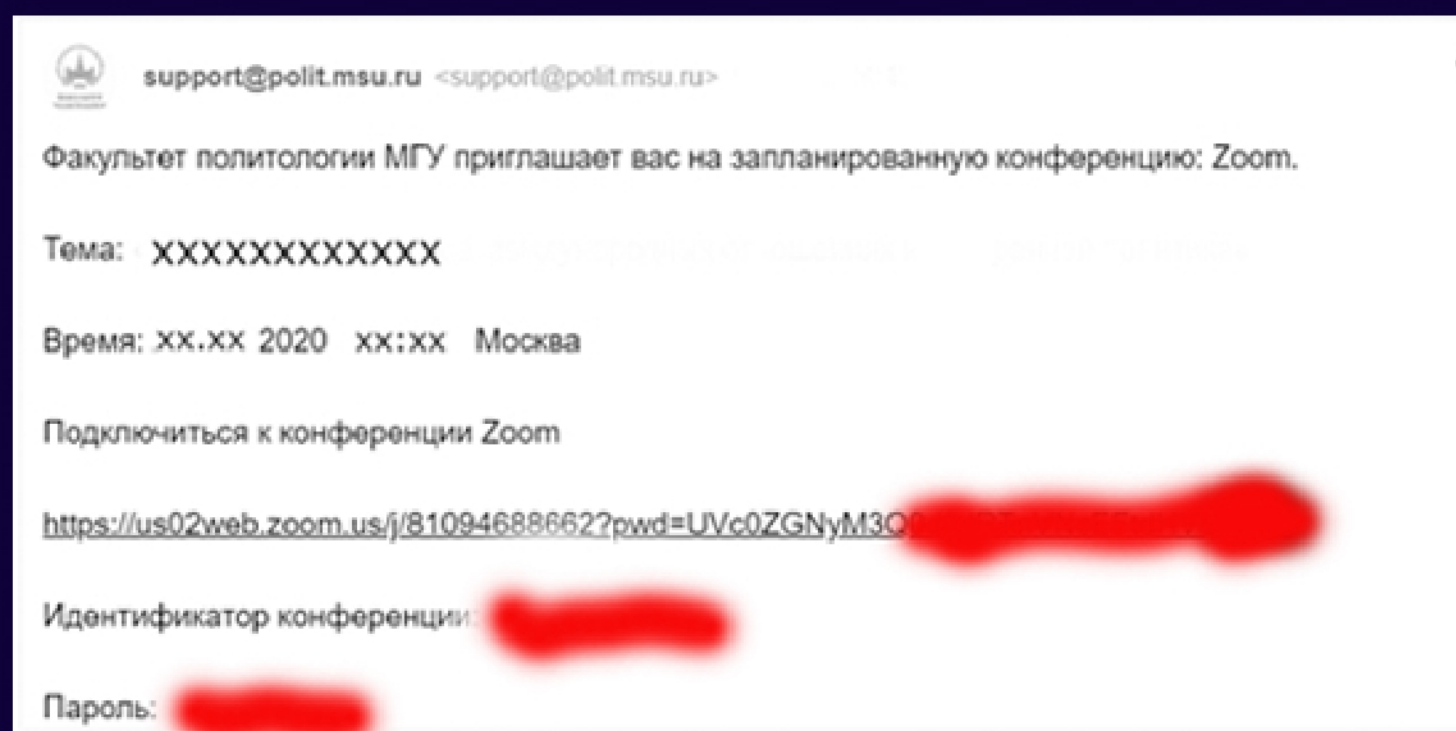 support@polit.msu.ru <support@polit.msu.ru>
Факультет политологии МГУ приглашает вас на запланированную конференцию: Zoom.
Тема: xxxxxxxxxxxx
Время: xx.xx 2020 xx:xx Москва
Подключиться к конференции Zoom
https://us02web.zoom.us/j/81094688662?pwd=UVc0ZGNyM3Q
Идентификатор конференции:
Пароль: